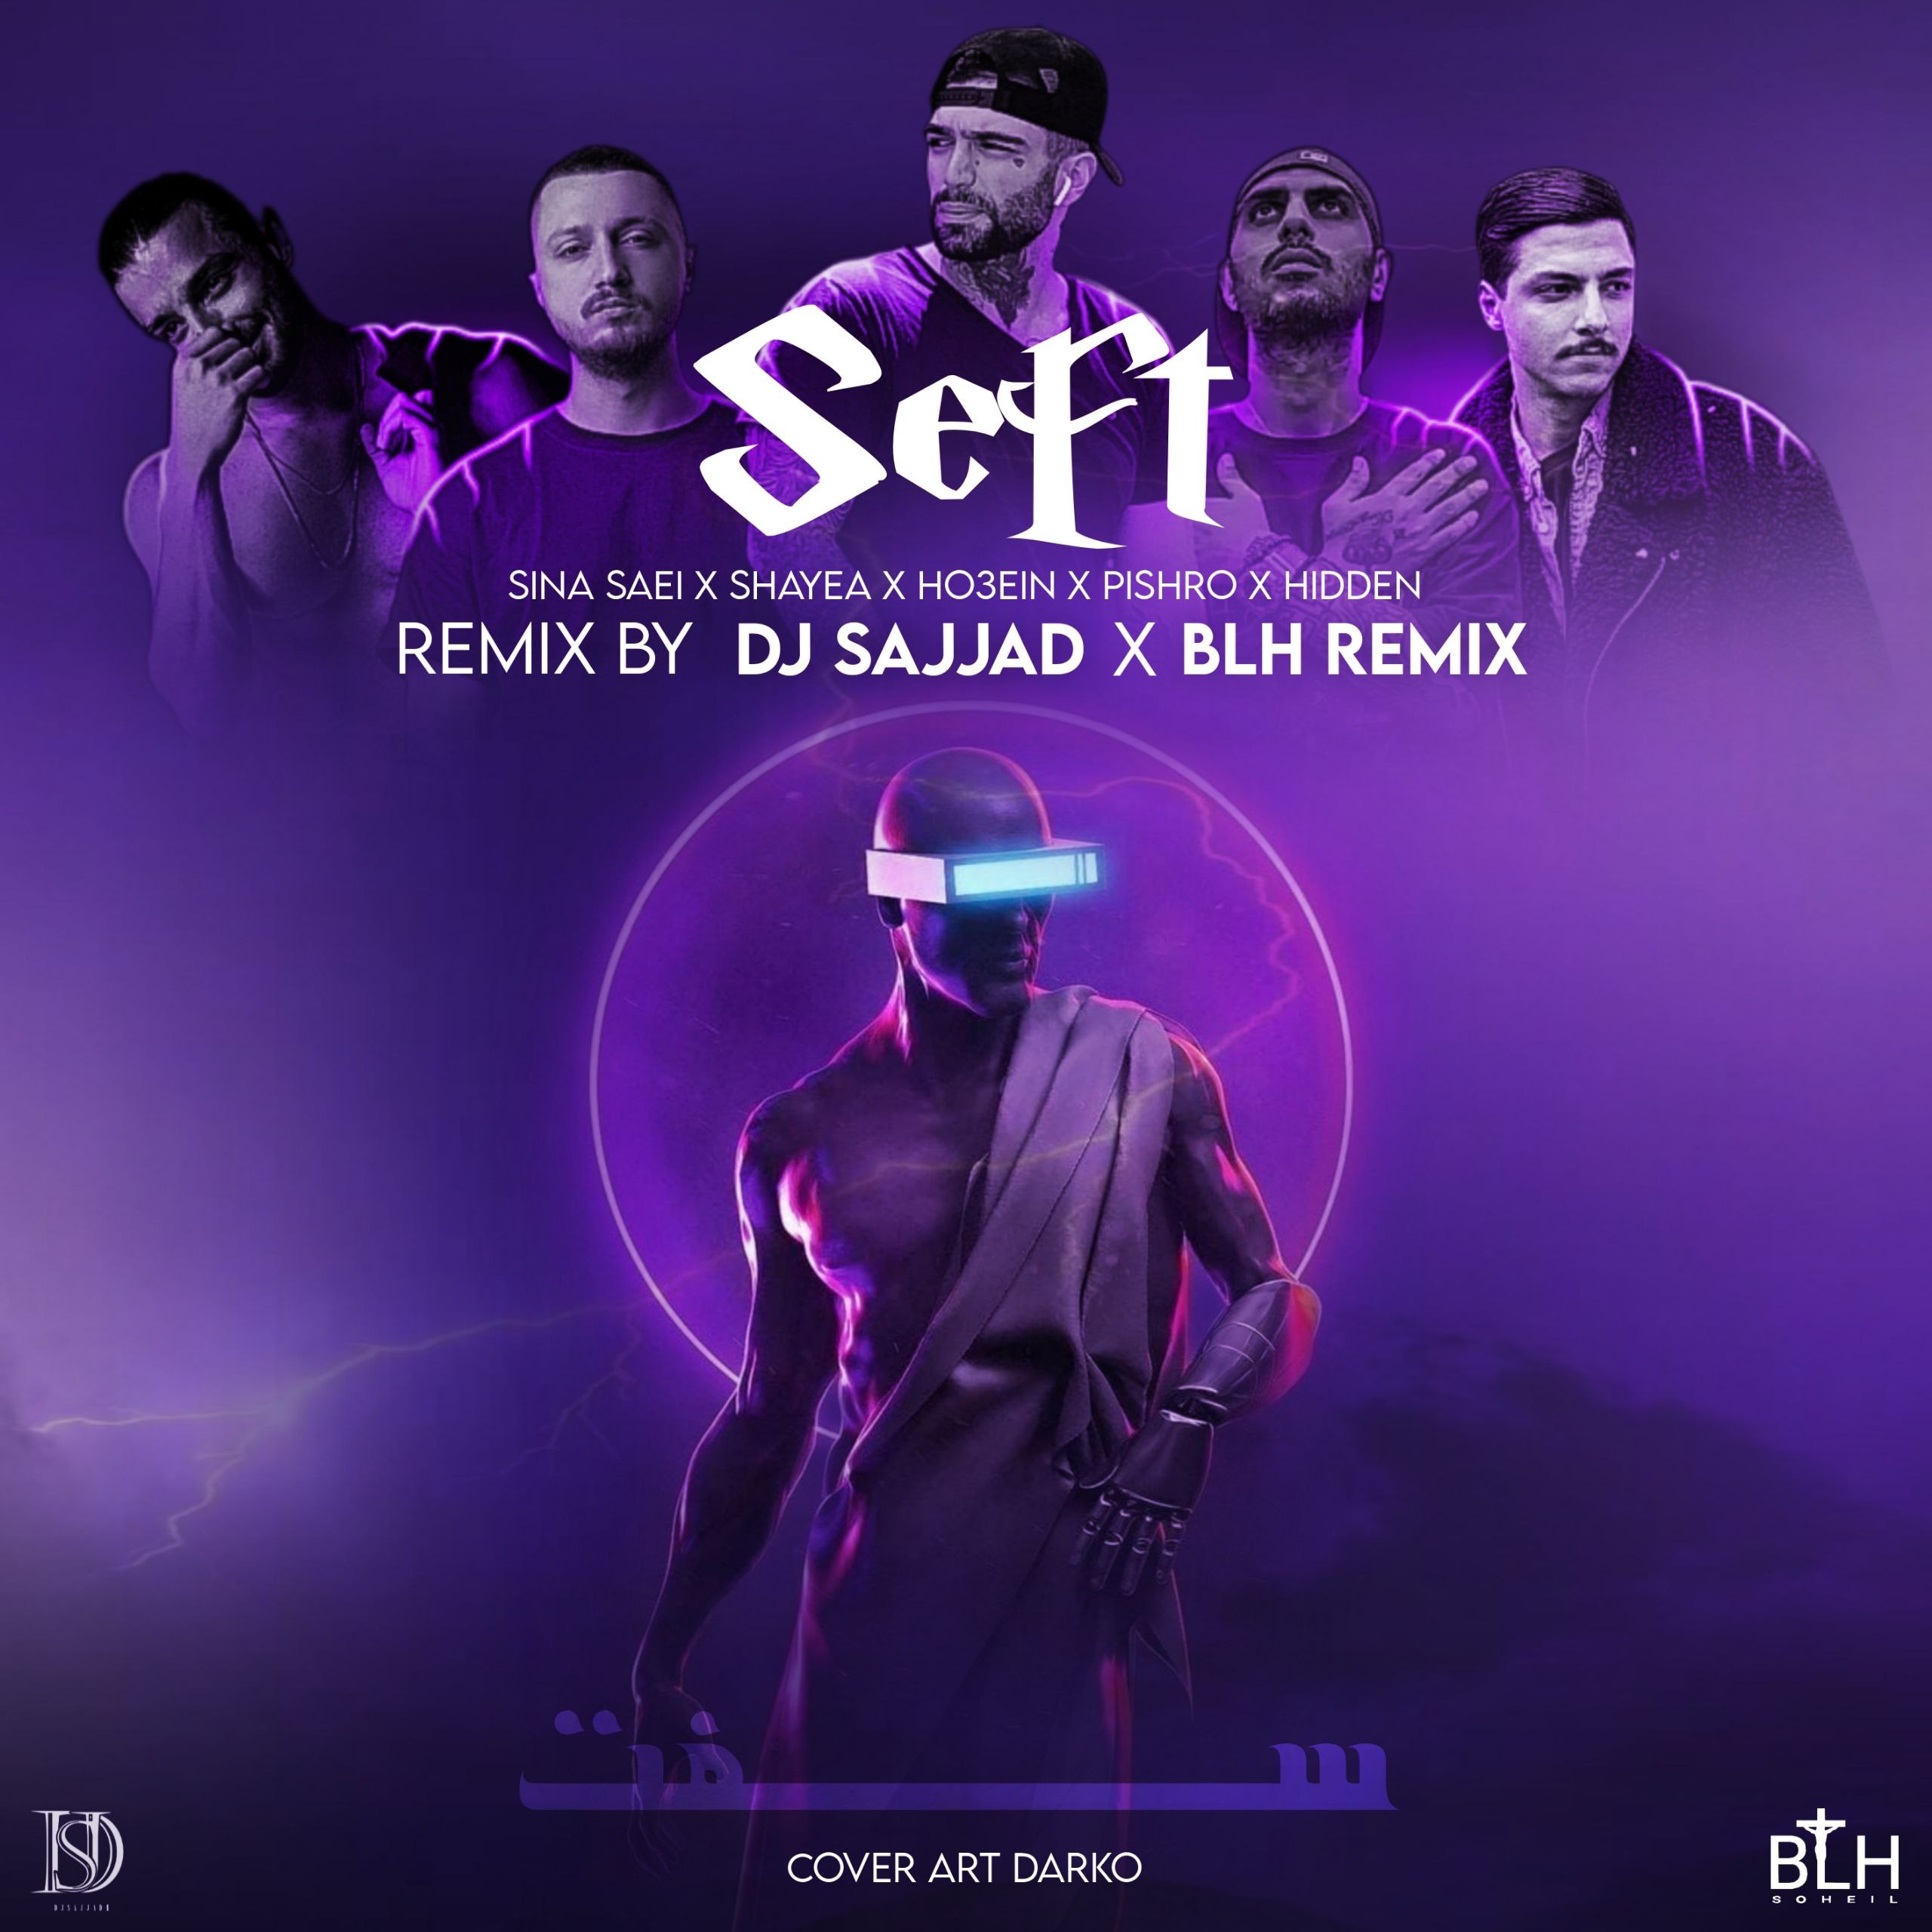 Seft
SINA SAEI X SHAYEA X HO3EIN X PISHRO X HIDDEN
REMIX BY DJ SAJJAD X BLH REMIX
سفت
COVER ART DARKO
BLH
SOHEIL